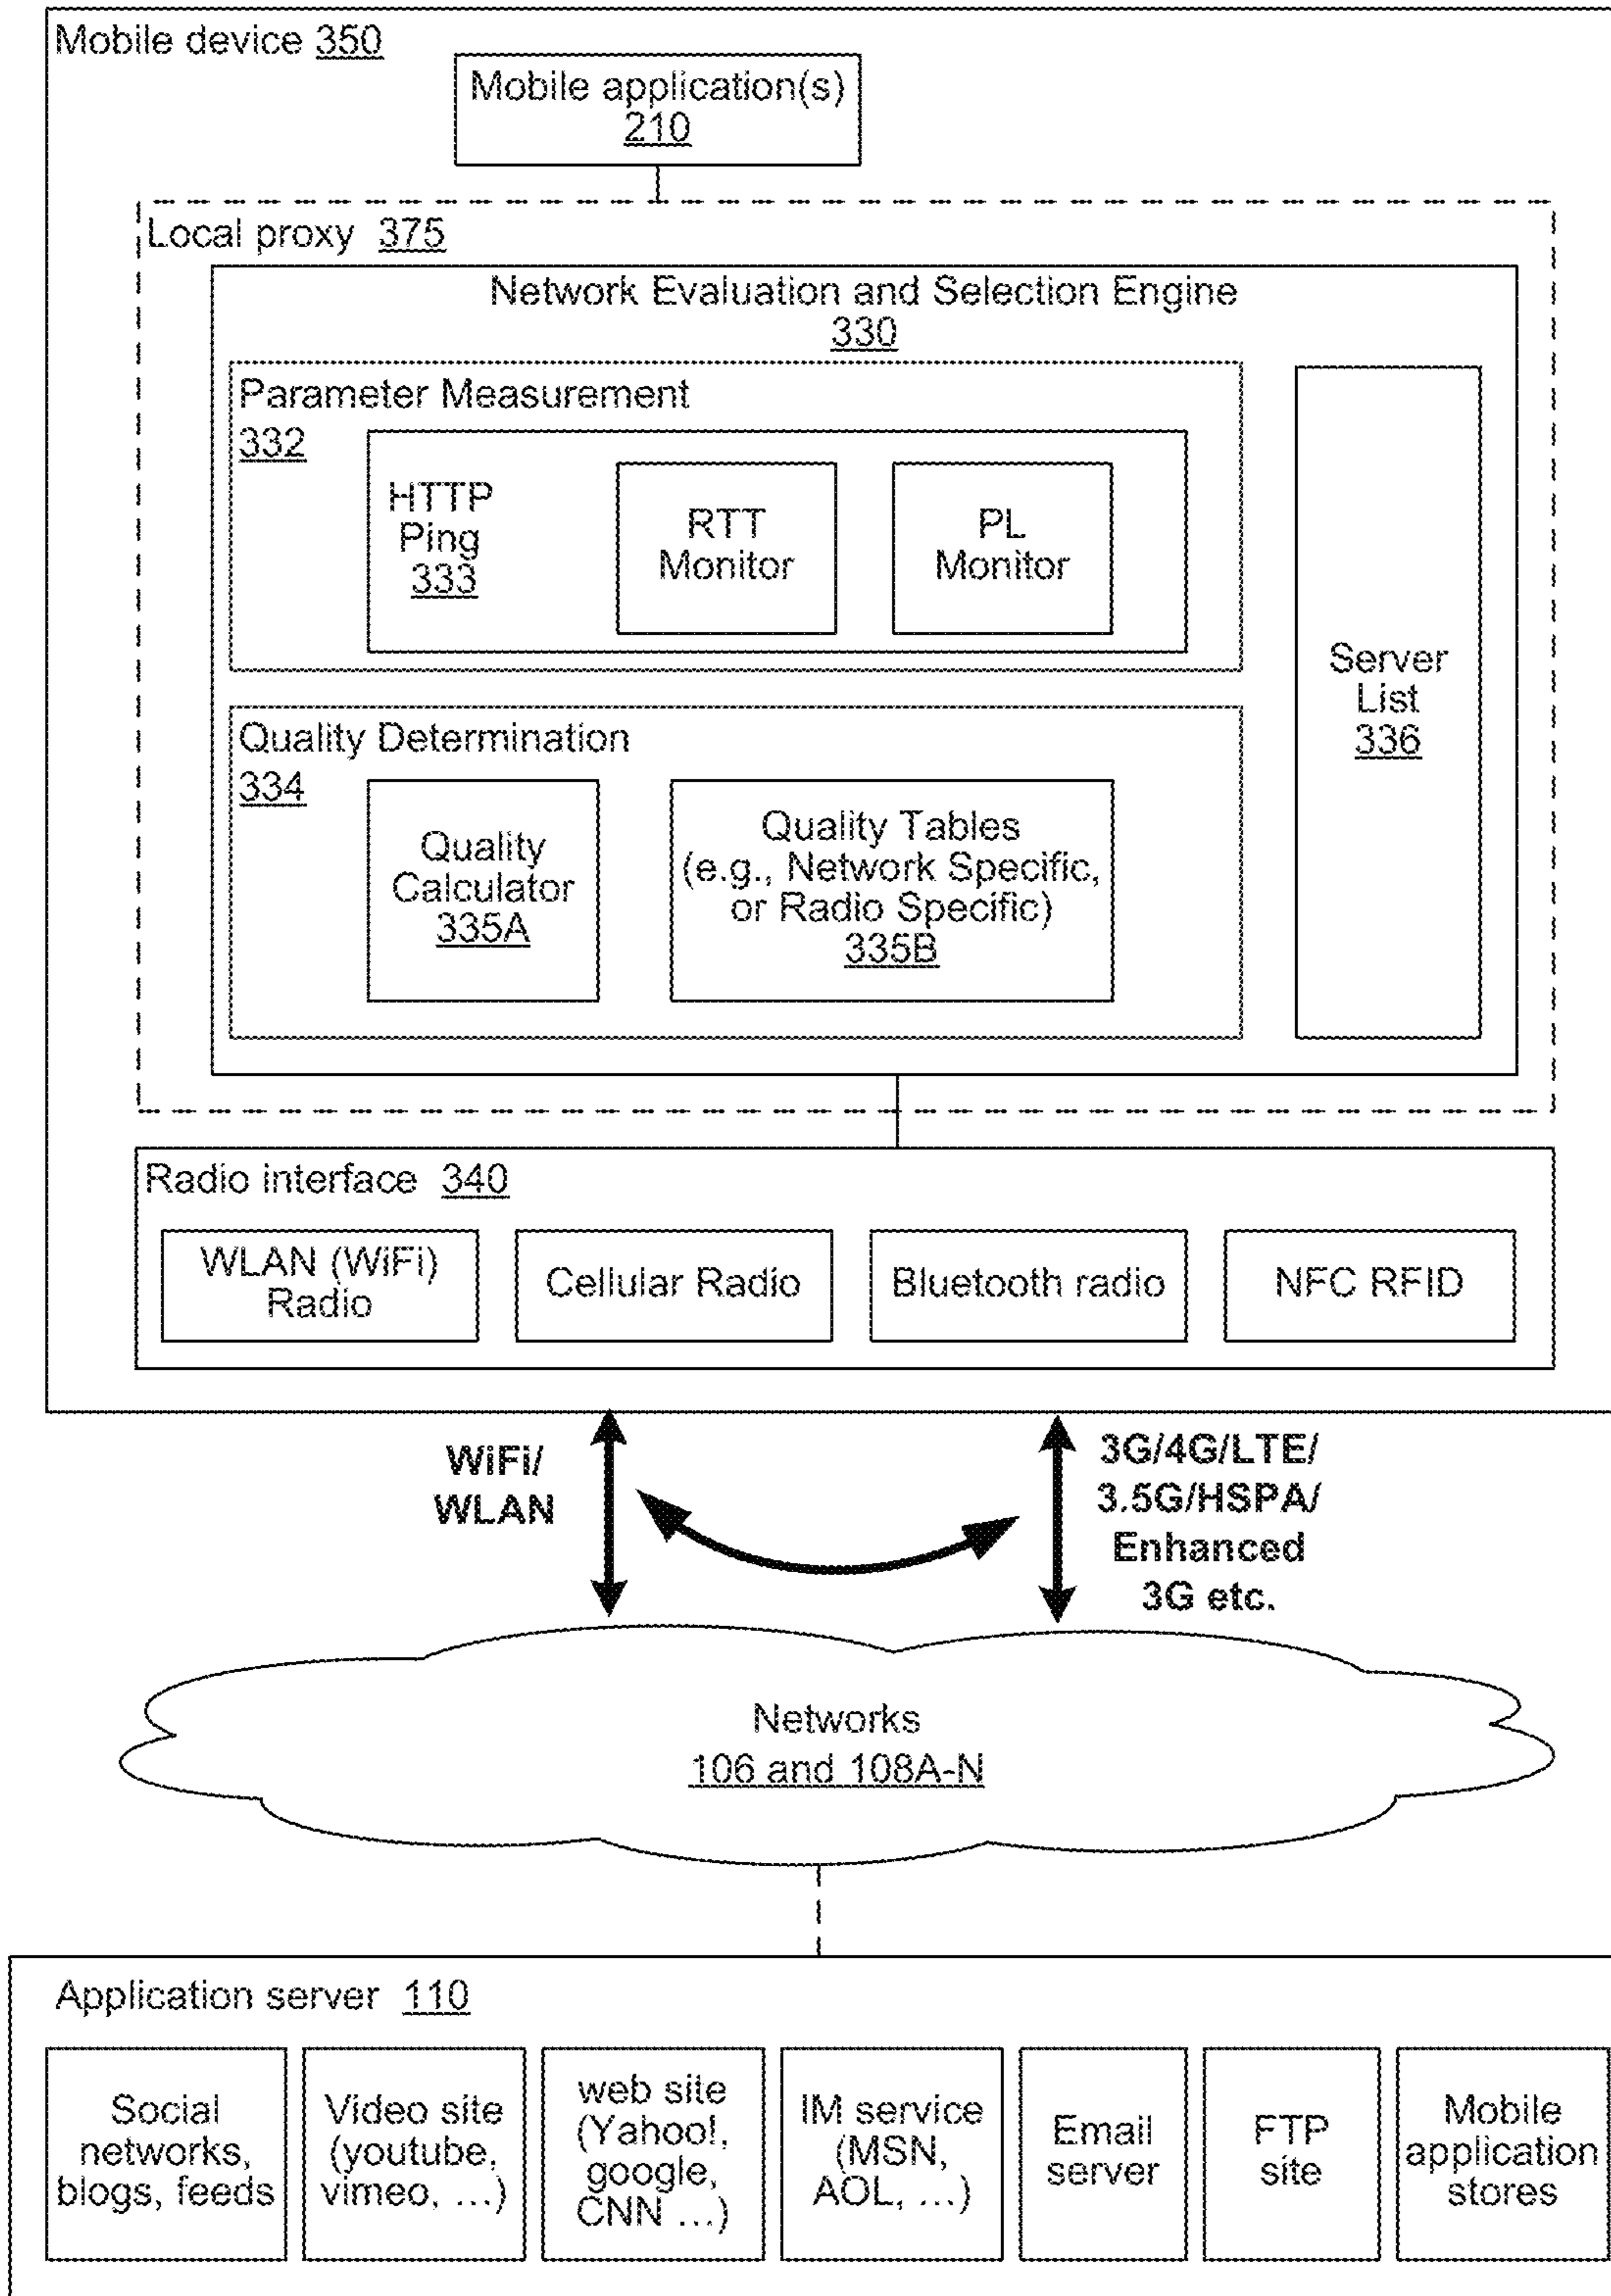 Mobile device 350
Mobile application(s)
210
Local proxy 375
Network Evaluation and Selection Engine
330
Parameter Measurement
332
HTTP
Ping
333
RTT
Monitor
PL
Monitor
Server
List
336
Quality Determination
334
Quality
Calculator
335A
Quality Tables
(e.g., Network Specific,
or Radio Specific)
335B
Radio interface 340
WLAN (WiFi)
Radio
Cellular Radio
Bluetooth radio
NFC RFID
WiFi/
WLAN
3G/4G/LTE/
3.5G/HSPA/
Enhanced
3G etc.
Networks
106 and 108A-N
Application server 110
Social
networks,
blogs, feeds
Video site
(youtube,
vimeo, ...)
web site
(Yahoo!,
google,
CNN ...)
IM service
(MSN,
AOL, ...)
Email
server
FTP
site
Mobile
application
stores